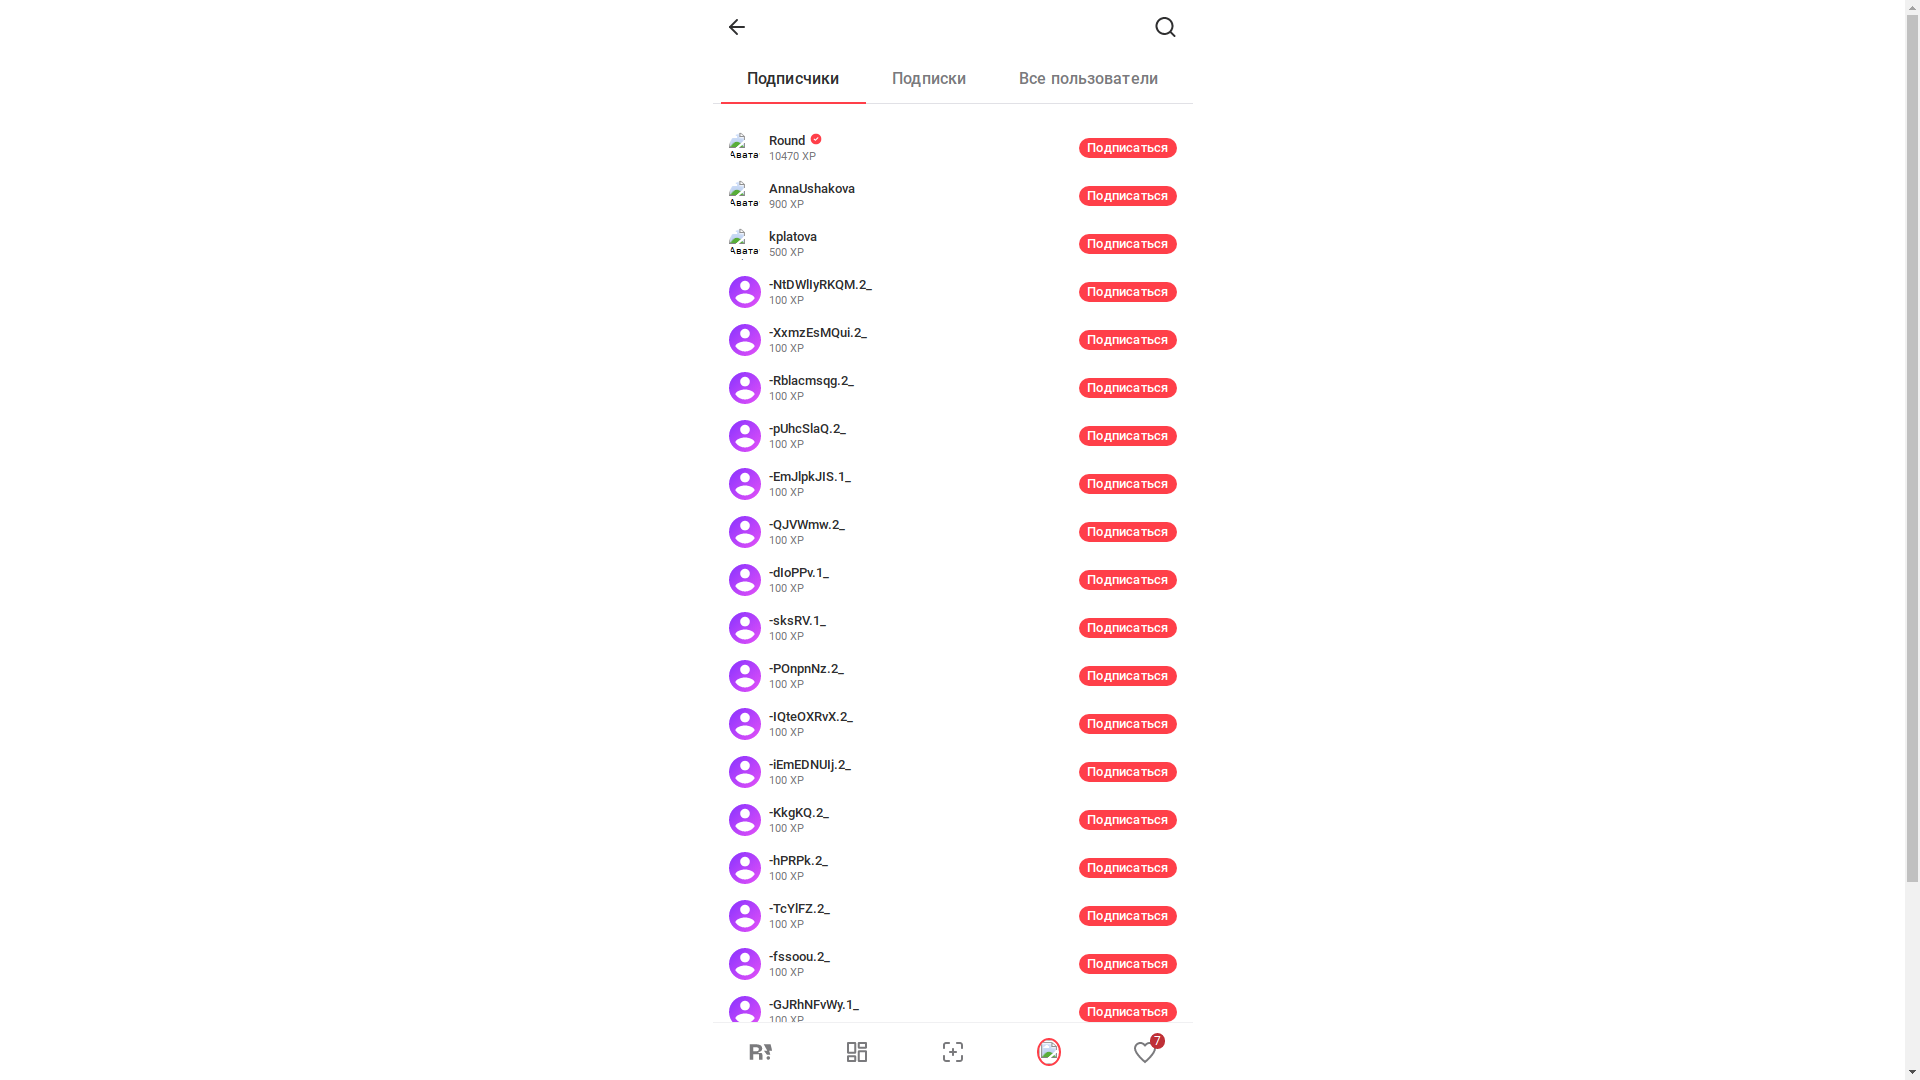 Подписчики Подписки Все пользователи
Round Подписаться
10470 XP
AnnaUshakova Подписаться
900 XP
kplatova Подписаться
500 XP
-NtDWlIyRKQM.2_ Подписаться
100 XP
-XxmzEsMQui.2_ Подписаться
100 XP
-Rblacmsqg.2_ Подписаться
100 XP
-pUhcSlaQ.2_ Подписаться
100 XP
-EmJlpkJIS.1_ Подписаться
100 XP
-QJVWmw.2_ Подписаться
100 XP
-dIoPPv.1_ Подписаться
100 XP
-sksRV.1_ Подписаться
100 XP
-POnpnNz.2_ Подписаться
100 XP
-IQteOXRvX.2_ Подписаться
100 XP
-iEmEDNUIj.2_ Подписаться
100 XP
-KkgKQ.2_ Подписаться
100 XP
-hPRPk.2_ Подписаться
100 XP
-TcYlFZ.2_ Подписаться
100 XP
-fssoou.2_ Подписаться
100 XP
-GJRhNFvWy.1_ Подписаться
100 XP
R! 7